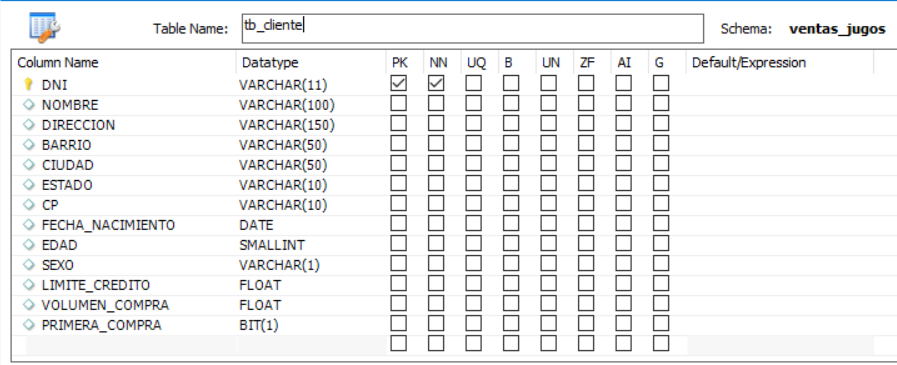 Table Name: tb_cliente Schema: ventas_jugos
Column Name Datatype PK NN UQ B UN ZF AI G Default/Expression
DNI VARCHAR(11)
NOMBRE VARCHAR(100)
DIRECCION VARCHAR(150)
BARRIO VARCHAR(50)
CIUDAD VARCHAR(50)
ESTADO VARCHAR(10)
CP VARCHAR(10)
FECHA_NACIMIENTO DATE
EDAD SMALLINT
SEXO VARCHAR(1)
LIMITE_CREDITO FLOAT
VOLUMEN_COMPRA FLOAT
PRIMERA_COMPRA BIT(1)